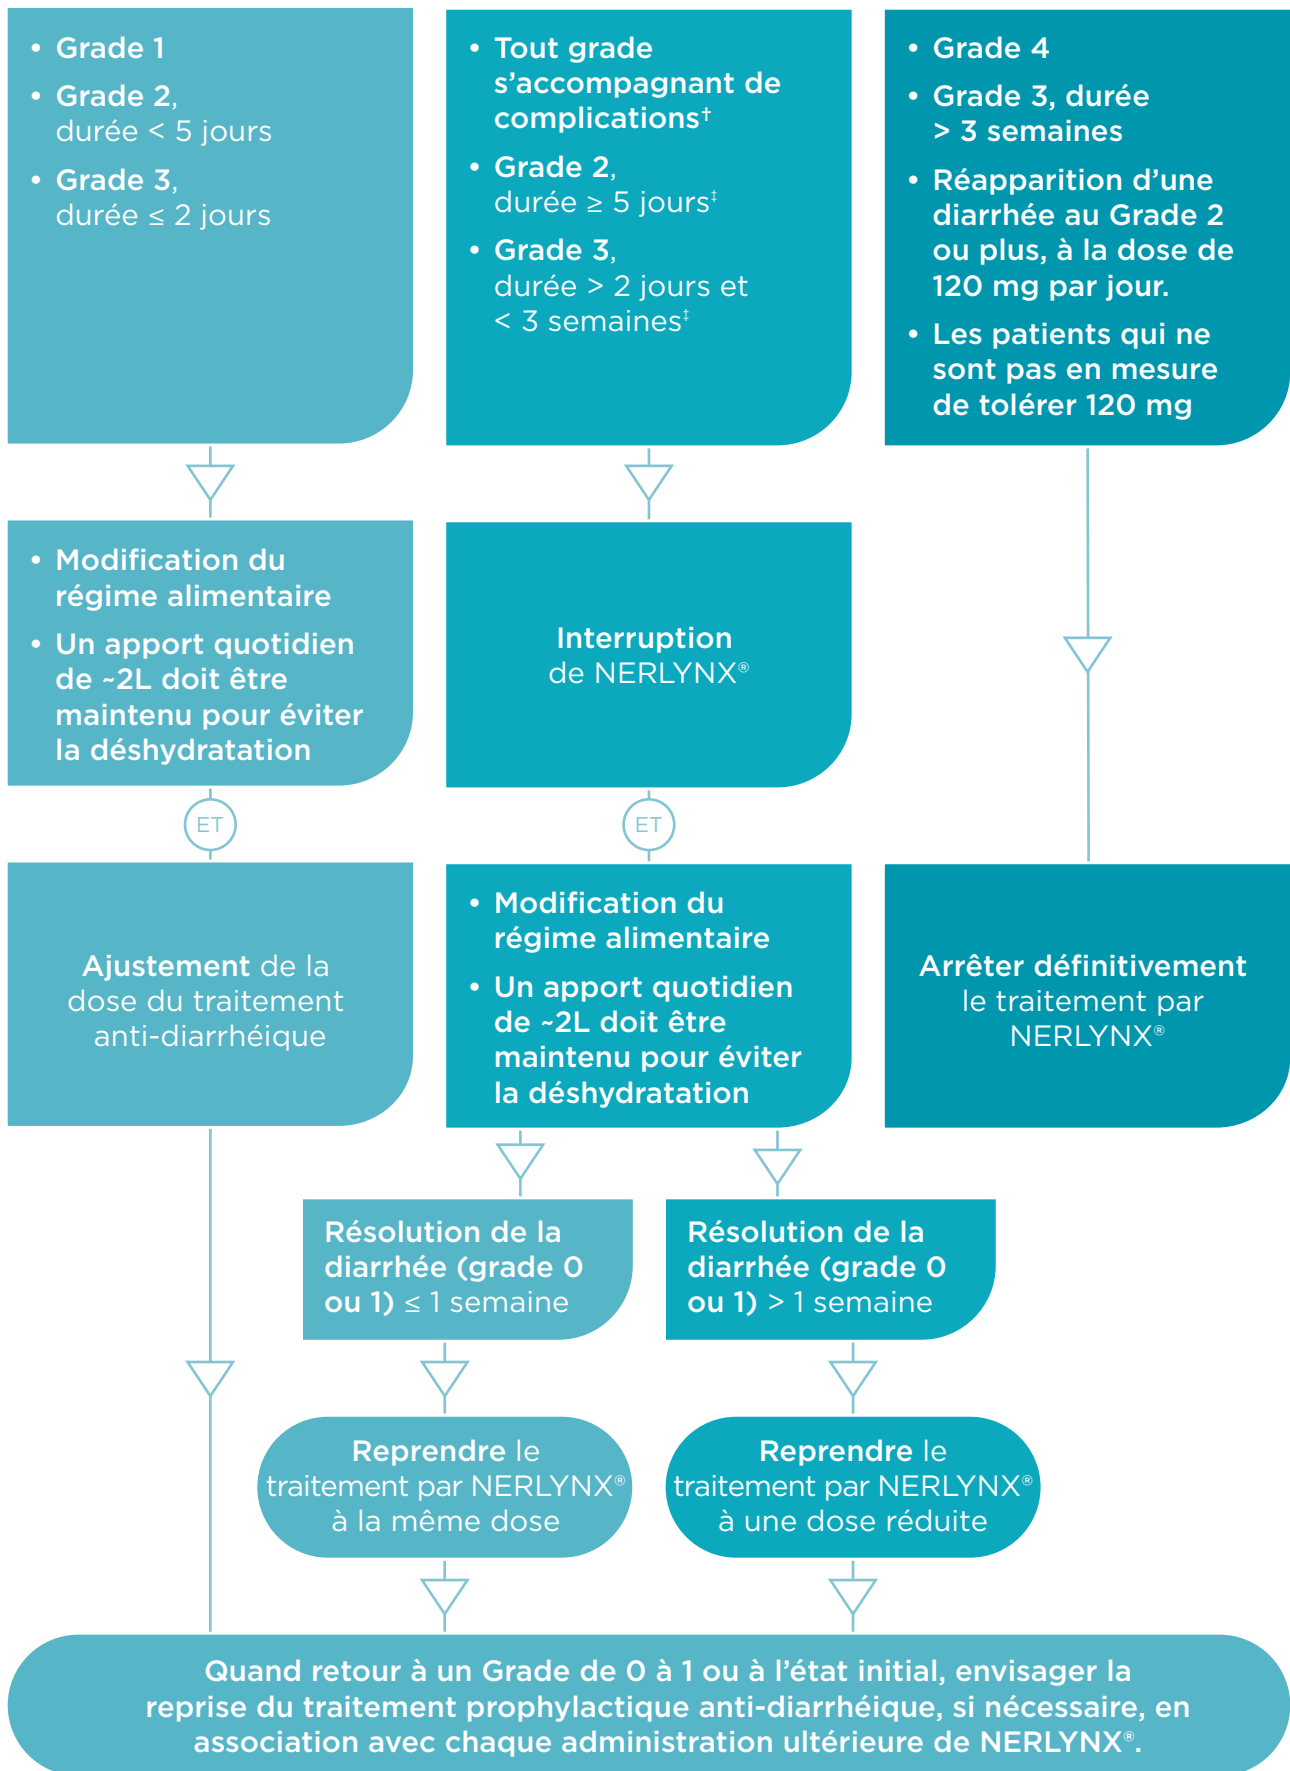 • Grade 1
• Grade 2,
durée < 5 jours
• Grade 3,
durée ≤ 2 jours
• Tout grade
s’accompagnant de
complications†
• Grade 2,
durée ≥ 5 jours‡
• Grade 3,
durée > 2 jours et
< 3 semaines‡
• Grade 4
• Grade 3, durée
> 3 semaines
• Réapparition d’une
diarrhée au Grade 2
ou plus, à la dose de
120 mg par jour.
• Les patients qui ne
sont pas en mesure
de tolérer 120 mg
• Modification du
régime alimentaire
• Un apport quotidien
de ~2L doit être
maintenu pour éviter
la déshydratation
Interruption
de NERLYNX®
ET
ET
Ajustement de la
dose du traitement
anti-diarrhéique
• Modification du
régime alimentaire
• Un apport quotidien
de ~2L doit être
maintenu pour éviter
la déshydratation
Arrêter définitivement
le traitement par
NERLYNX®
Résolution de la
diarrhée (grade 0
ou 1) ≤ 1 semaine
Résolution de la
diarrhée (grade 0
ou 1) > 1 semaine
Reprendre le
traitement par NERLYNX®
à la même dose
Reprendre le
traitement par NERLYNX®
à une dose réduite
Quand retour à un Grade de 0 à 1 ou à l’état initial, envisager la
reprise du traitement prophylactique anti-diarrhéique, si nécessaire, en
association avec chaque administration ultérieure de NERLYNX®.